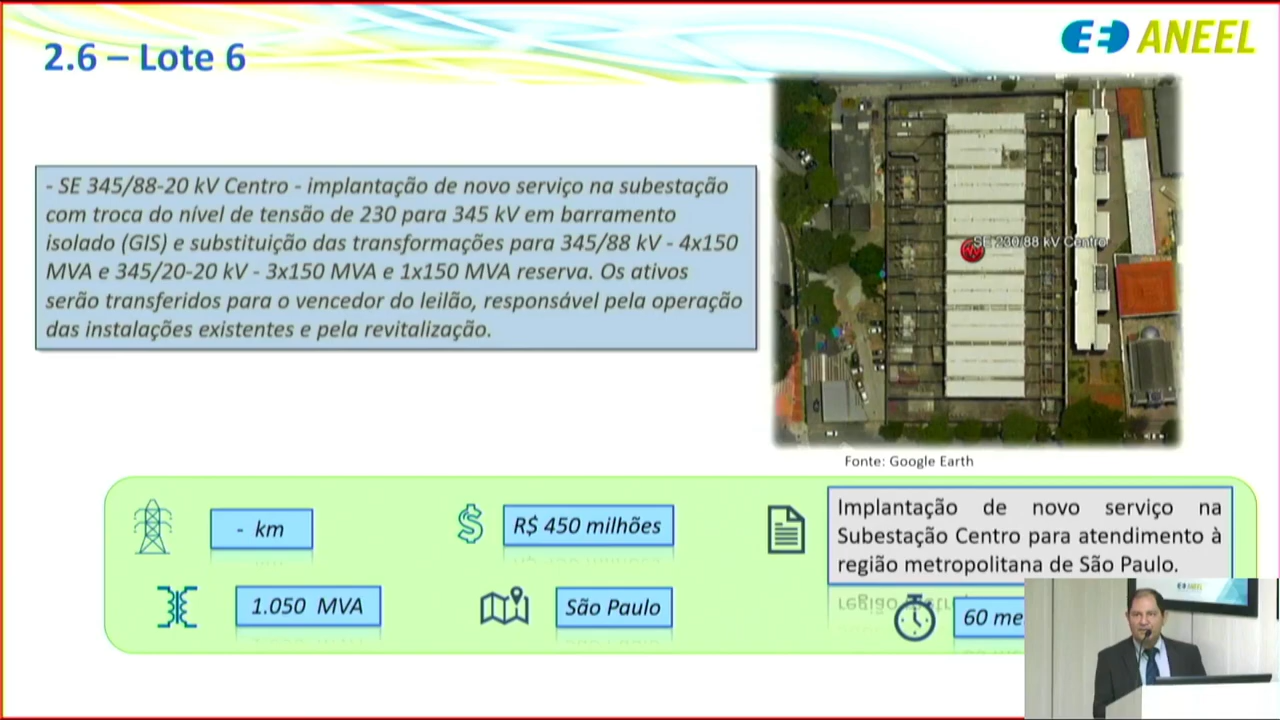 2.6 – Lote 6
ANEEL
- SE 345/88-20 kV Centro - implantação de novo serviço na subestação
com troca do nível de tensão de 230 para 345 kV em barramento
isolado (GIS) e substituição das transformações para 345/88 kV - 4x150
MVA e 345/20-20 kV - 3x150 MVA e 1x150 MVA reserva. Os ativos
serão transferidos para o vencedor do leilão, responsável pela operação
das instalações existentes e pela revitalização.
SE 230/88 kV Centro
Fonte: Google Earth
- km
R$ 450 milhões
Implantação de novo serviço na
Subestação Centro para atendimento à
região metropolitana de São Paulo.
1.050 MVA
São Paulo
60 me